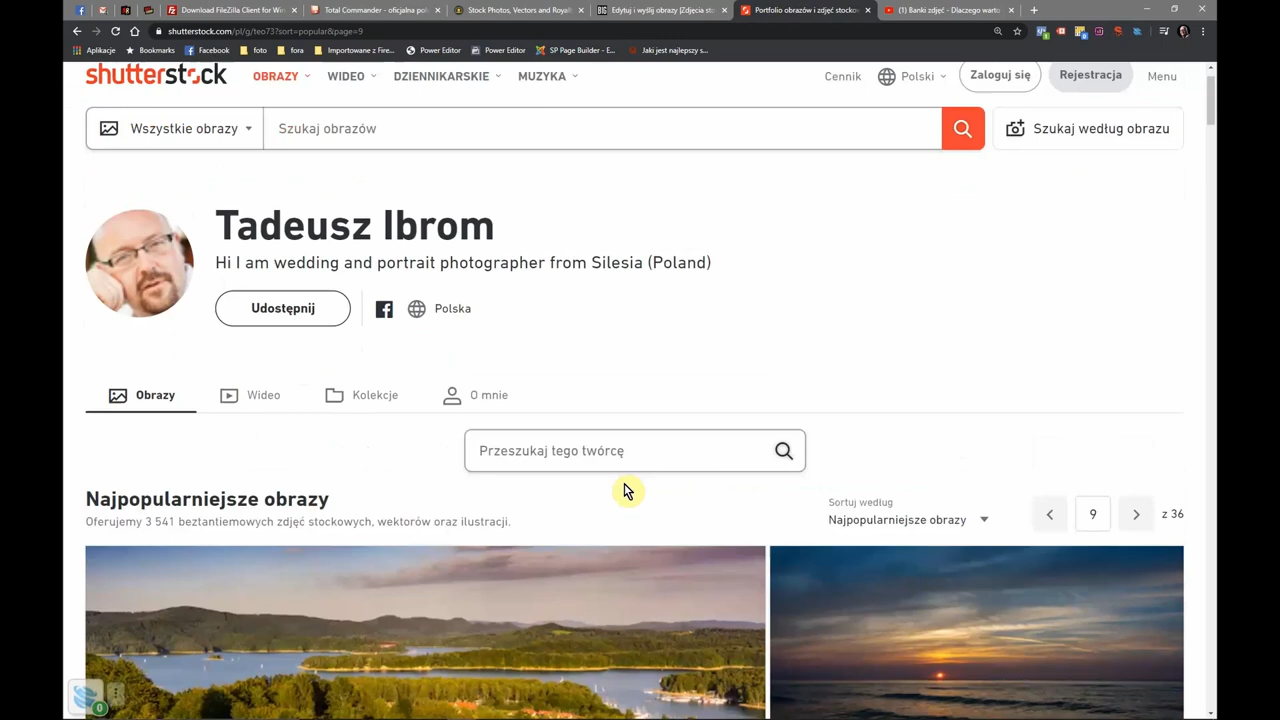 Download FileZilla Client for Win
Total Commander - oficjalna pol
Stock Photos, Vectors and Royalt
BIG Edytuj i wyślij obrazy [Zdjęcia st
Portfolio obrazów i zdjęć stocko
(1) Banki zdjęć - Dlaczego warto
shutterstock.com/pl/g/teo73?sort=popular&page=9
Aplikacje
Bookmarks
Facebook
foto
fora
Importowane z Fire...
Power Editor
Power Editor
SP Page Builder - E...
Jaki jest najlepszy s...
shutterstock
OBRAZY
WIDEO
DZIENNIKARSKIE
MUZYKA
Cennik
Polski
Zaloguj się
Rejestracja
Menu
Wszystkie obrazy
Szukaj obrazów
Szukaj według obrazu
Tadeusz Ibrom
Hi I am wedding and portrait photographer from Silesia (Poland)
Udostępnij
Polska
Obrazy
Wideo
Kolekcje
O mnie
Przeszukaj tego twórcę
Najpopularniejsze obrazy
Oferujemy 3 541 beztantiemowych zdjęć stockowych, wektorów oraz ilustracji.
Sortuj według
Najpopularniejsze obrazy
9
z 36
0